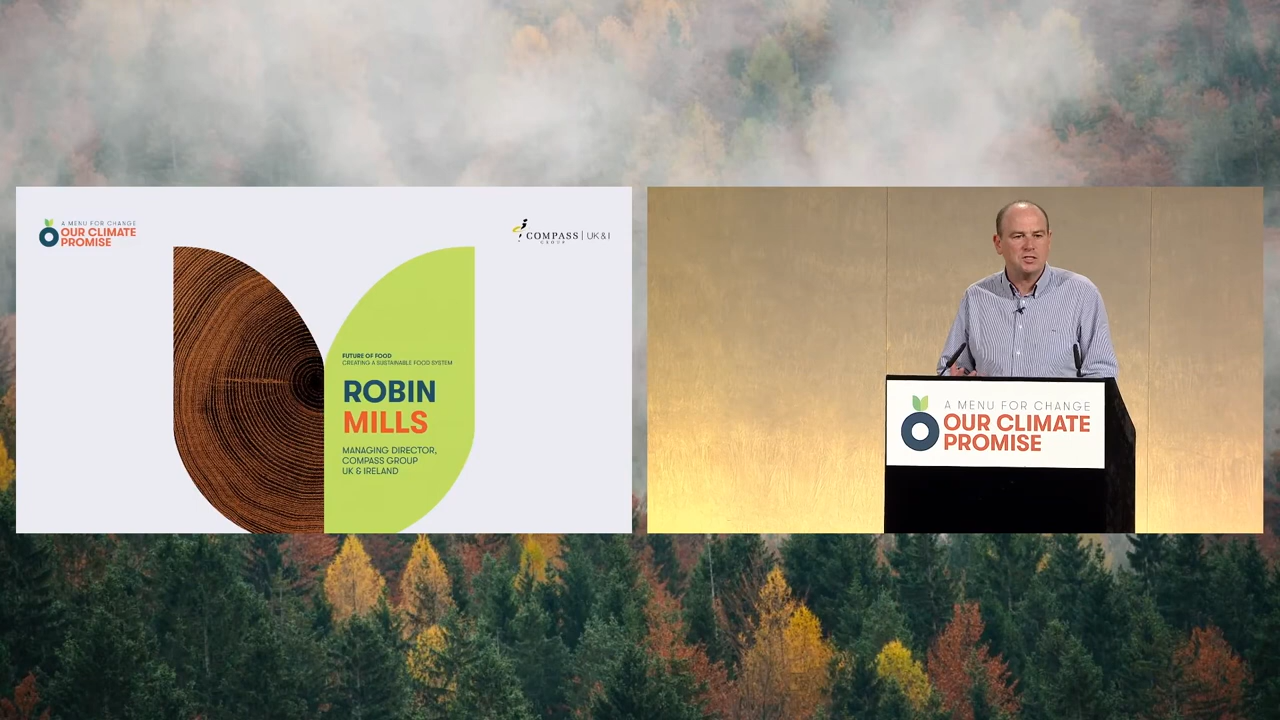 A MENU FOR CHANGE
OUR CLIMATE
PROMISE
COMPASS
GROUP
UK&I
FUTURE OF FOOD
CREATING A SUSTAINABLE FOOD SYSTEM
ROBIN
MILLS
MANAGING DIRECTOR,
COMPASS GROUP
UK & IRELAND
A MENU FOR CHANGE
OUR CLIMATE
PROMISE